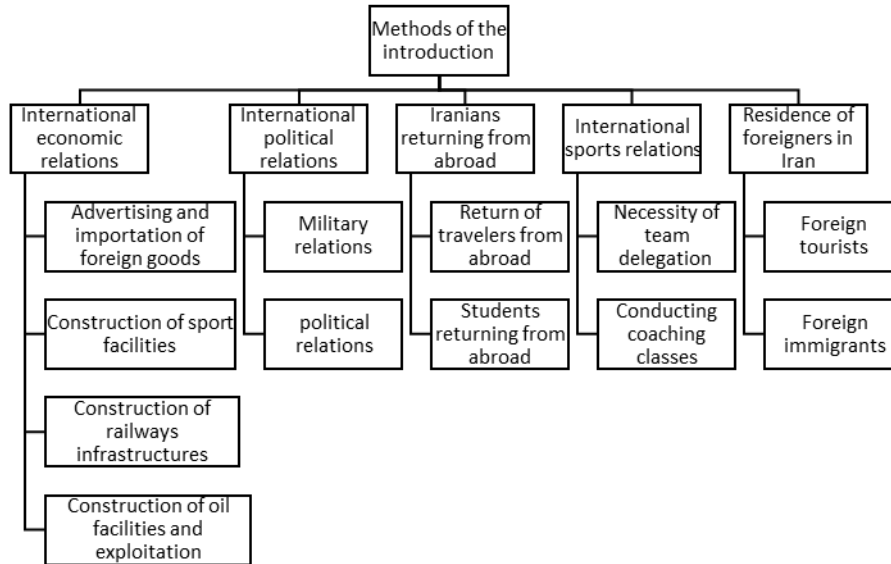 Methods of the
introduction
International
economic
relations
International
political
relations
Iranians
returning from
abroad
International
sports relations
Residence of
foreigners in
Iran
Advertising and
importation of
foreign goods
Military
relations
Return of
travelers from
abroad
Necessity of
team
delegation
Foreign
tourists
Construction of sport
facilities
political
relations
Students
returning from
abroad
Conducting
coaching
classes
Foreign
immigrants
Construction of
railways
infrastructures
Construction of oil
facilities and
exploitation